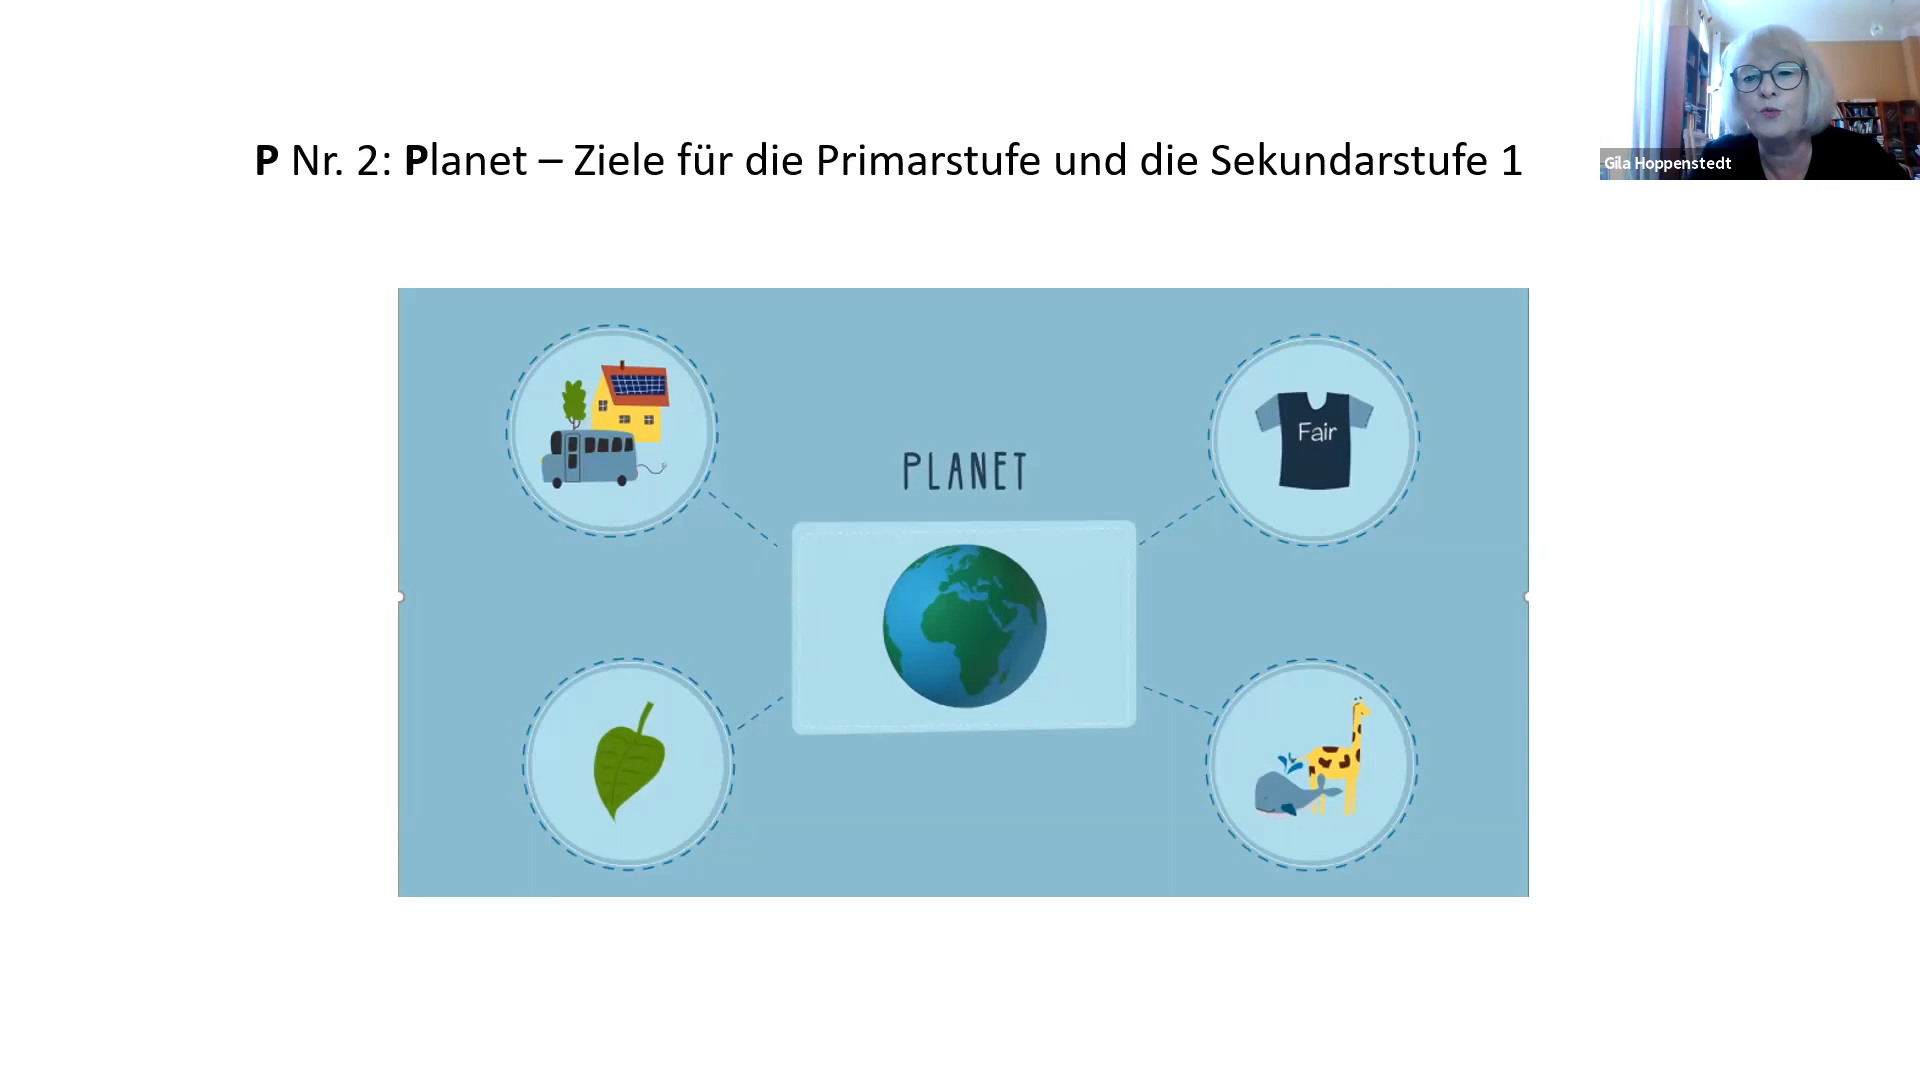 P Nr. 2: Planet – Ziele für die Primarstufe und die Sekundarstufe 1
Gila Hoppenstedt
Fair
PLANET